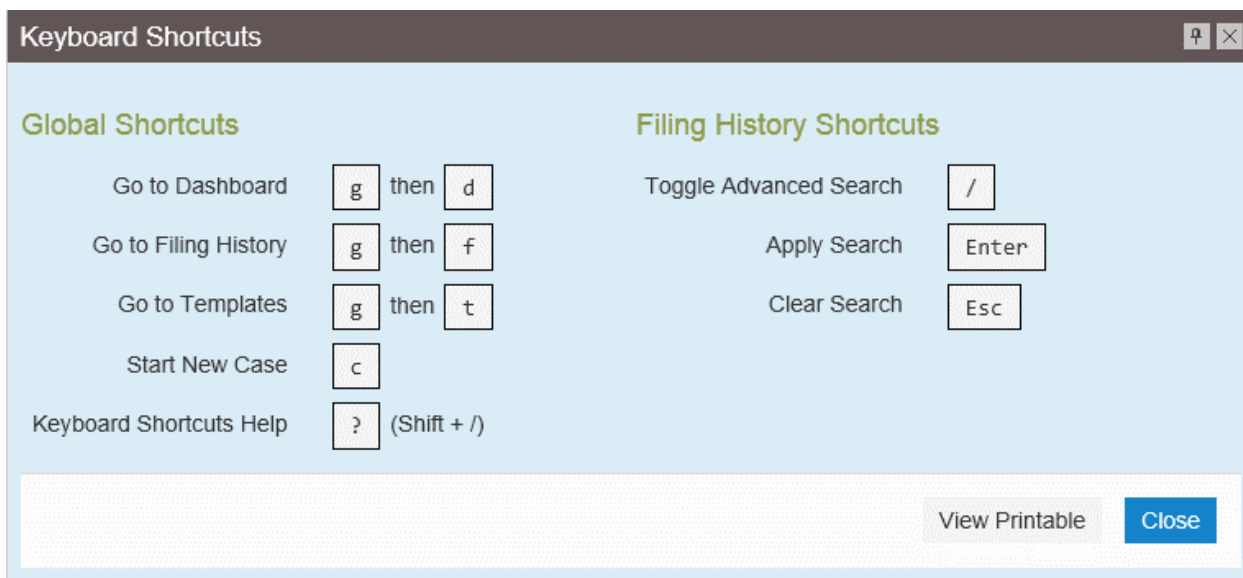 Keyboard Shortcuts
Global Shortcuts
Go to Dashboard g then d
Go to Filing History g then f
Go to Templates g then t
Start New Case c
Keyboard Shortcuts Help ? (Shift + /)
Filing History Shortcuts
Toggle Advanced Search /
Apply Search Enter
Clear Search Esc
View Printable Close